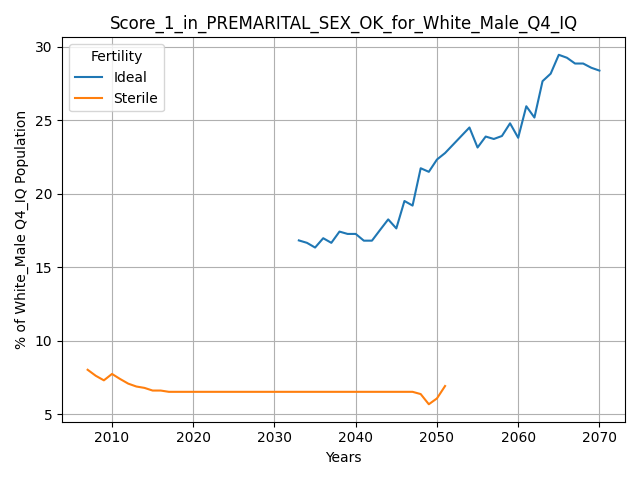 Score_1_in_PREMARITAL_SEX_OK_for_White_Male_Q4_IQ
Fertility
Ideal
Sterile
% of White_Male Q4_IQ Population
30
25
20
15
10
5
2010 2020 2030 2040 2050 2060 2070
Years